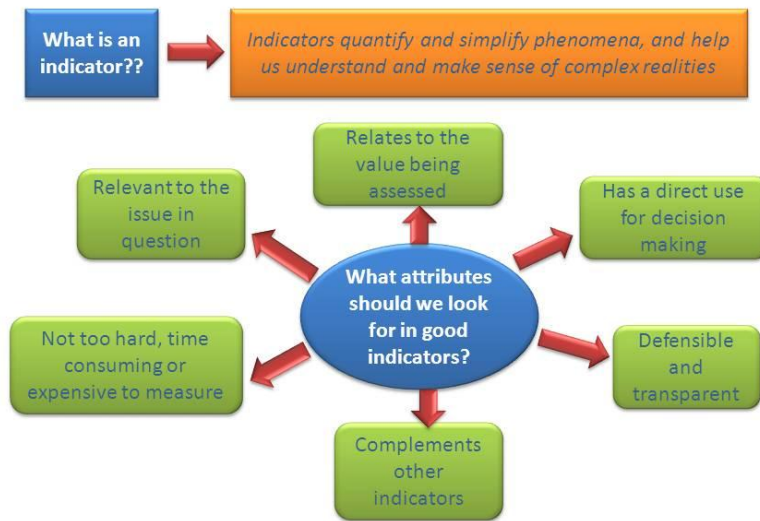 What is an
indicator??
Indicators quantify and simplify phenomena, and help
us understand and make sense of complex realities
Relates to the
value being
assessed
Relevant to the
issue in
question
Has a direct use
for decision
making
What attributes
should we look
for in good
indicators?
Not too hard, time
consuming or
expensive to measure
Defensible
and
transparent
Complements
other
indicators